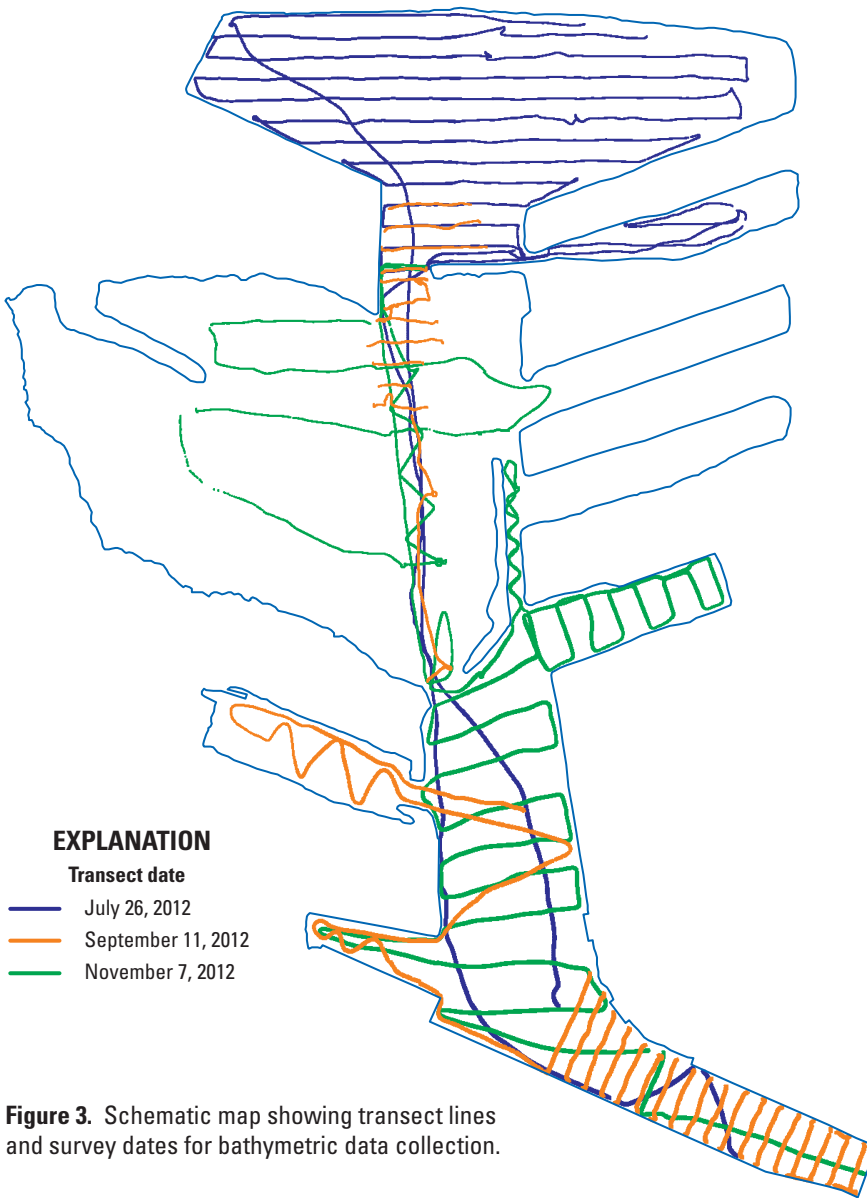 EXPLANATION
Transect date
July 26, 2012
September 11, 2012
November 7, 2012
Figure 3. Schematic map showing transect lines
and survey dates for bathymetric data collection.